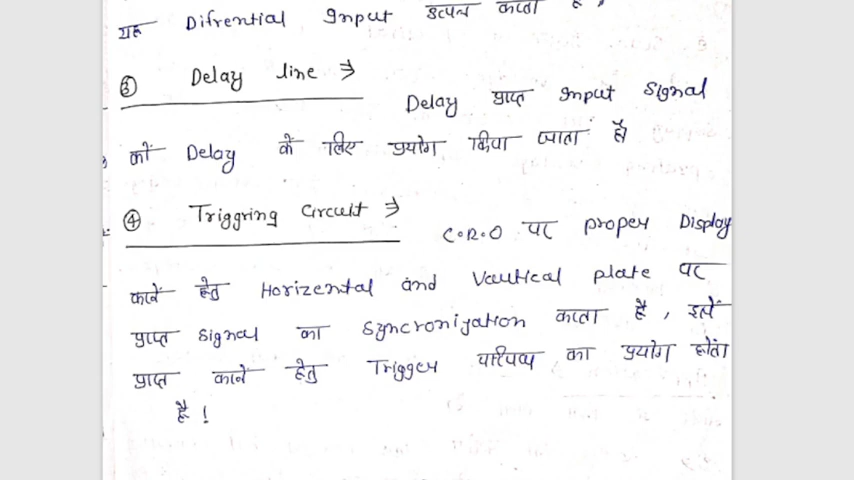 यह Difrential Input उत्पन्न करता है,
③ Delay line ⇒
Delay प्राप्त Input Signal
को Delay के लिए प्रयोग किया जाता है।
④ Triggring Circuit ⇒
C.R.O पर proper Display
करने हेतु Horizental and Vautical plate पर
प्राप्त signal का Syncronization करता है, इसे
प्राप्त करने हेतु Trigger परिपथ का प्रयोग होता
है !